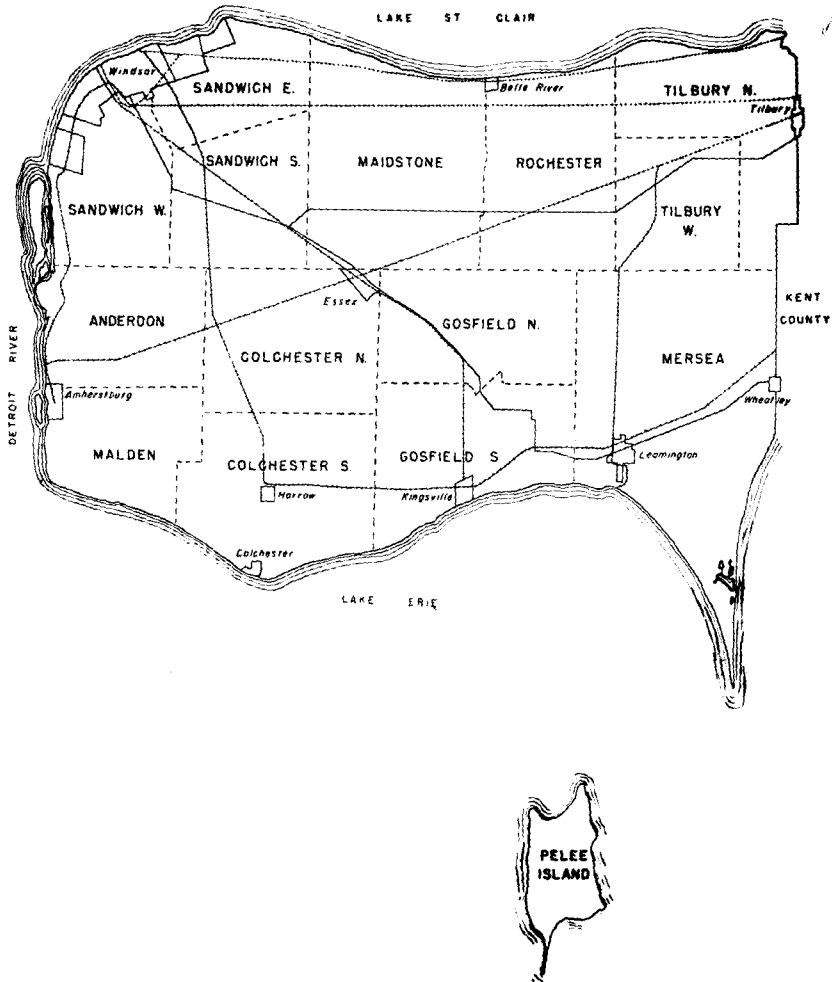 LAKE ST CLAIR
Windsor
SANDWICH E.
Belle River
TILBURY N.
Tilbury
SANDWICH S.
MAIDSTONE
ROCHESTER
SANDWICH W.
TILBURY
W.
Essex
KENT
COUNTY
ANDERDON
GOSFIELD N.
COLCHESTER N.
MERSEA
DETROIT RIVER
Amherstburg
Wheatley
MALDEN
COLCHESTER S.
GOSFIELD S
Leamington
Harrow
Kingsville
Colchester
LAKE ERIE
PELEE
ISLAND